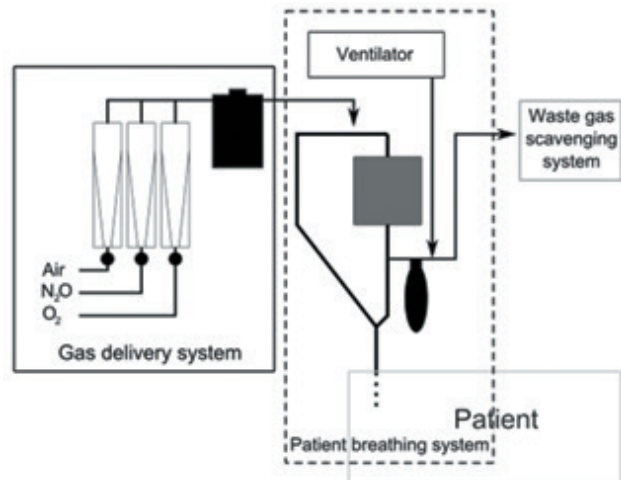 Ventilator
Waste gas
scavenging
system
Air
N₂O
O₂
Gas delivery system
Patient
Patient breathing system